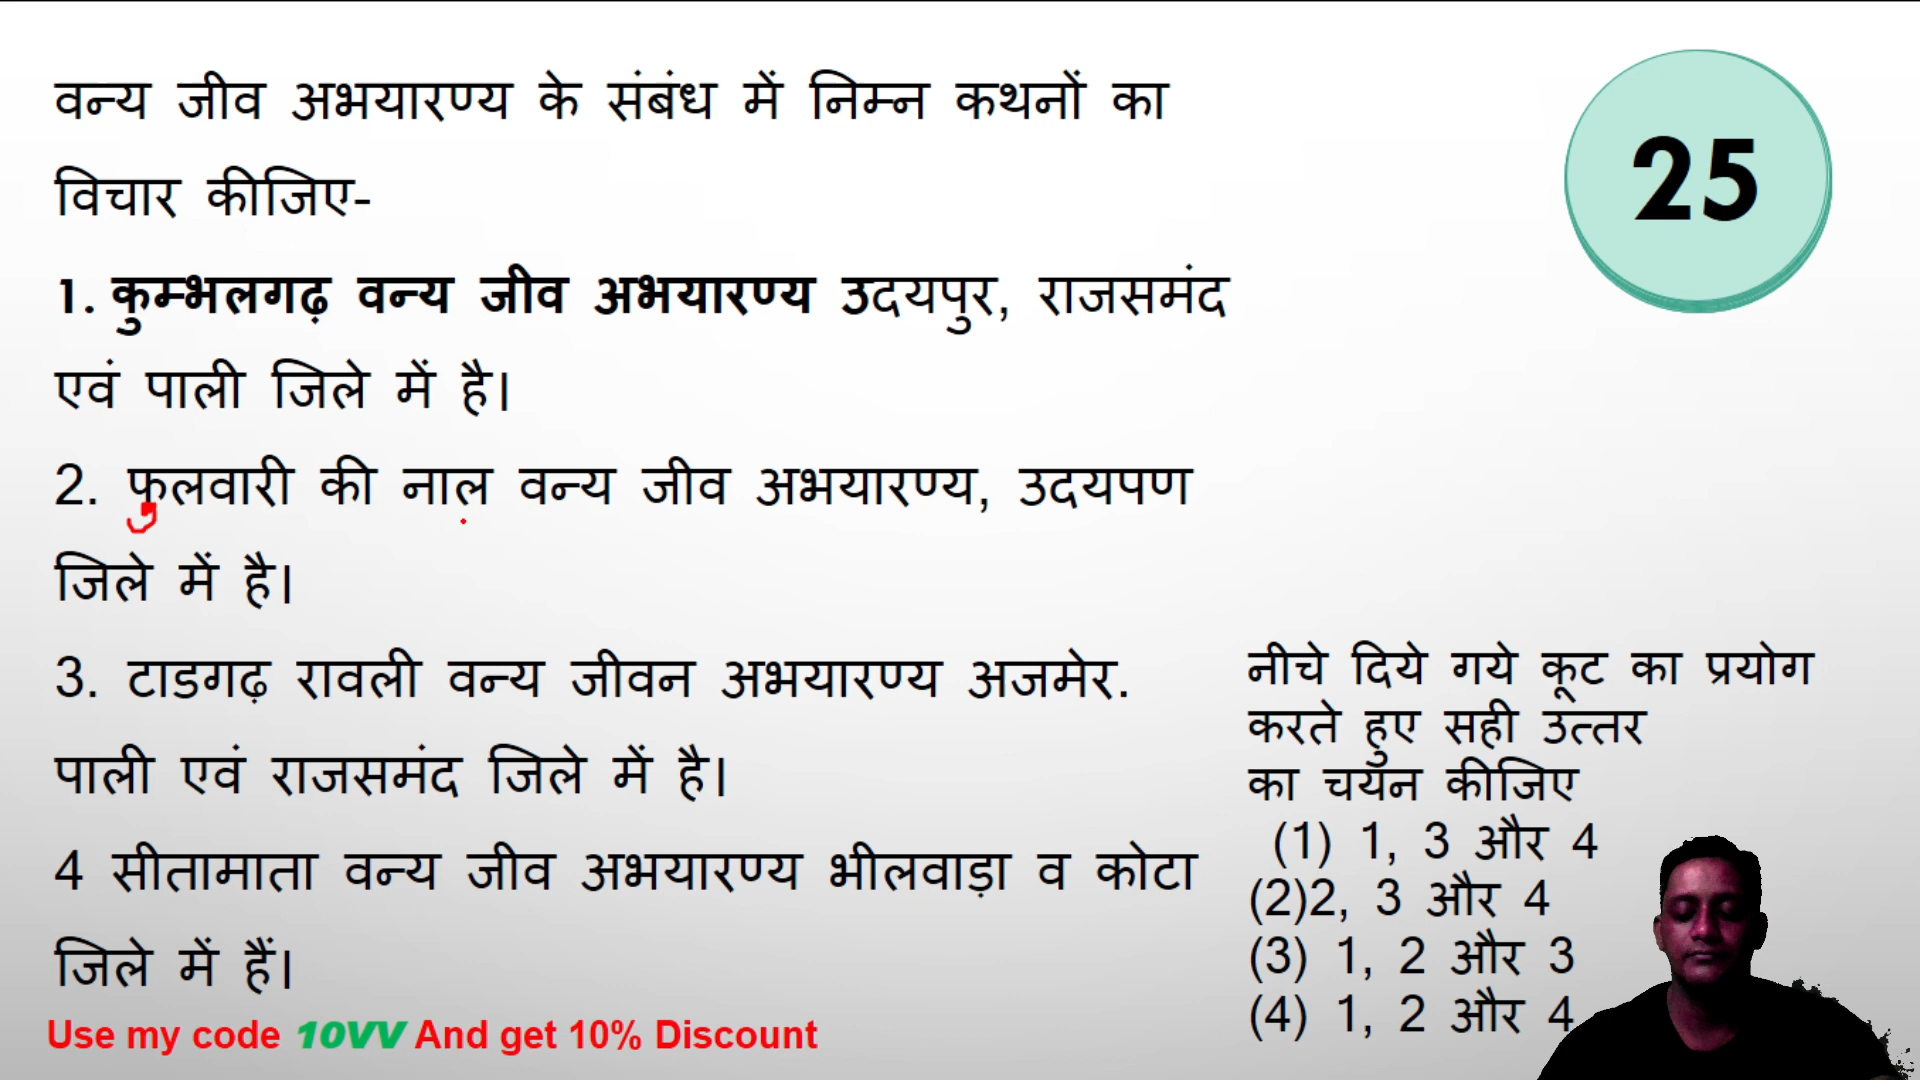 वन्य जीव अभयारण्य के संबंध में निम्न कथनों का
विचार कीजिए-
1. कुम्भलगढ़ वन्य जीव अभयारण्य उदयपुर, राजसमंद
एवं पाली जिले में है।
2. फुलवारी की नाल वन्य जीव अभयारण्य, उदयपण
जिले में है।
3. टाडगढ़ रावली वन्य जीवन अभयारण्य अजमेर.
पाली एवं राजसमंद जिले में है।
4 सीतामाता वन्य जीव अभयारण्य भीलवाड़ा व कोटा
जिले में हैं।
Use my code 10VV And get 10% Discount
25
नीचे दिये गये कूट का प्रयोग
करते हुए सही उत्तर
का चयन कीजिए
(1) 1, 3 और 4
(2)2, 3 और 4
(3) 1, 2 और 3
(4) 1, 2 और 4